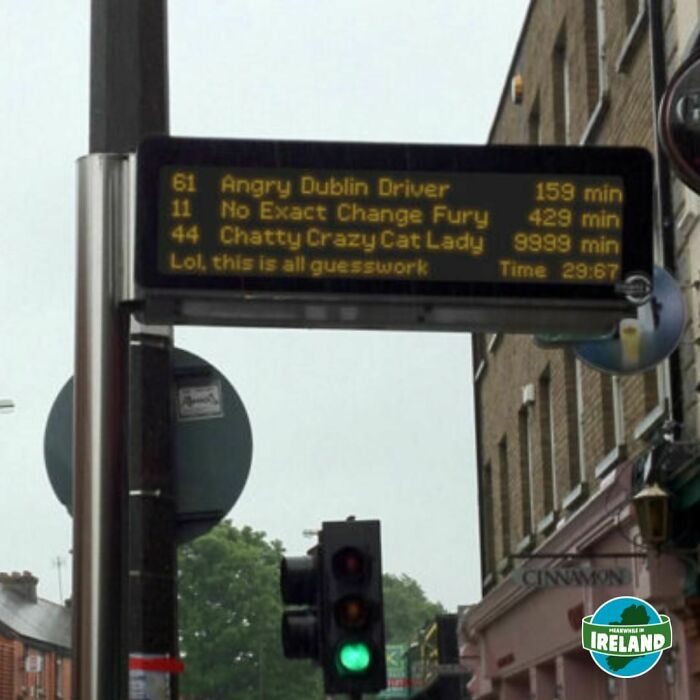 61 Angry Dublin Driver 159 min
11 No Exact Change Fury 429 min
44 Chatty Crazy Cat Lady 9999 min
Lol, this is all guesswork Time 29:67
CINNAMON
MEANWHILE IN
IRELAND